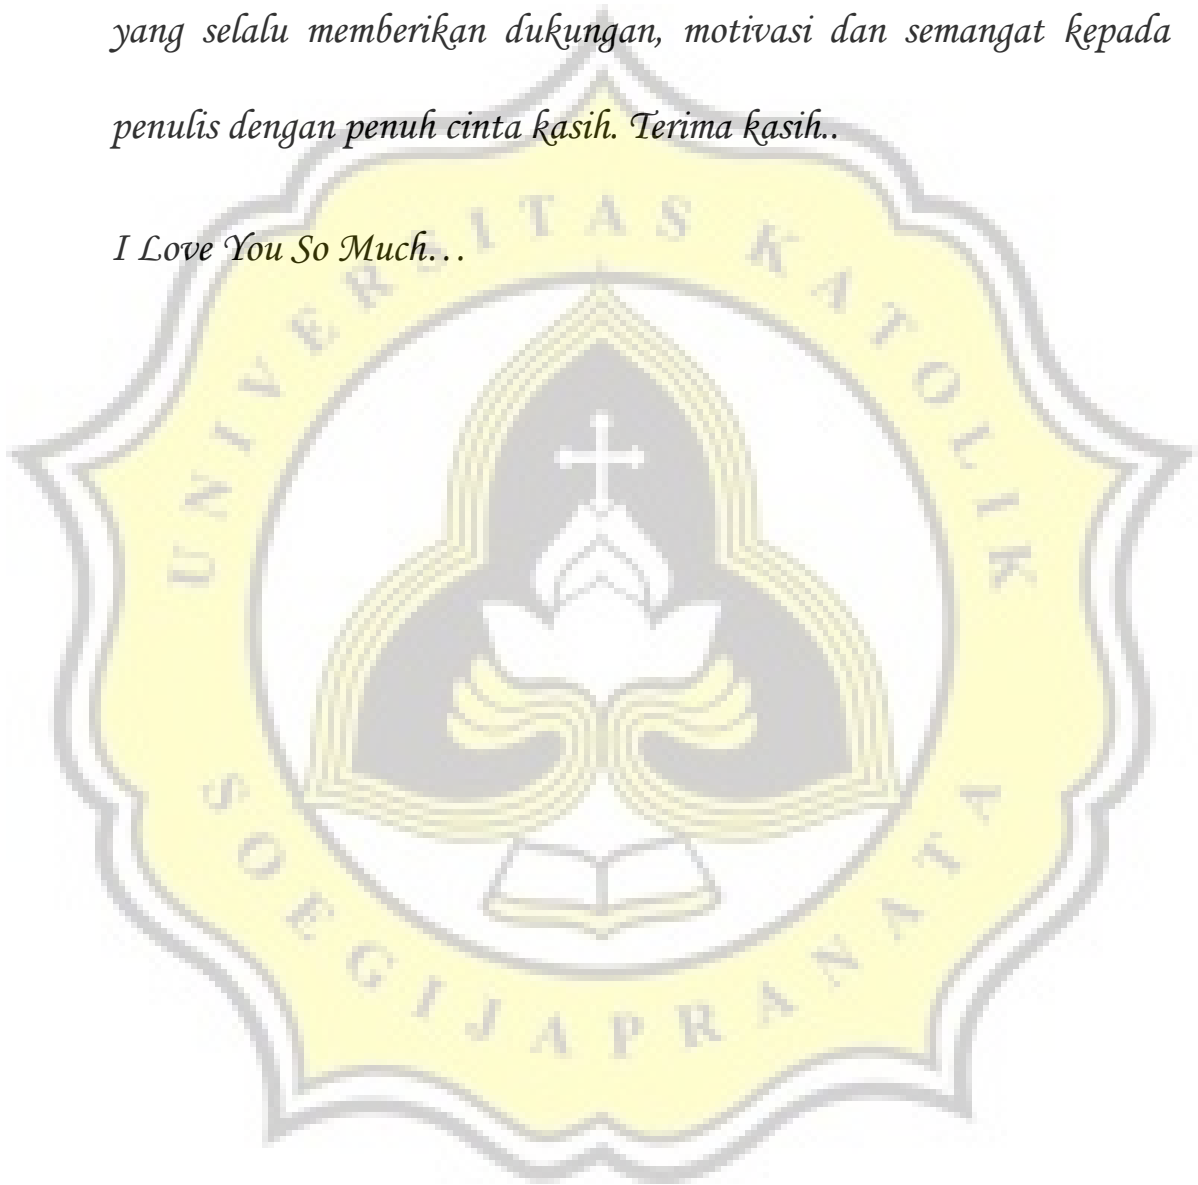 yang selalu memberikan dukungan, motivasi dan semangat kepada
penulis dengan penuh cinta kasih. Terima kasih..
I Love You So Much...
UNIVERSITAS KATOLIK
SOEGIJAPRANATA